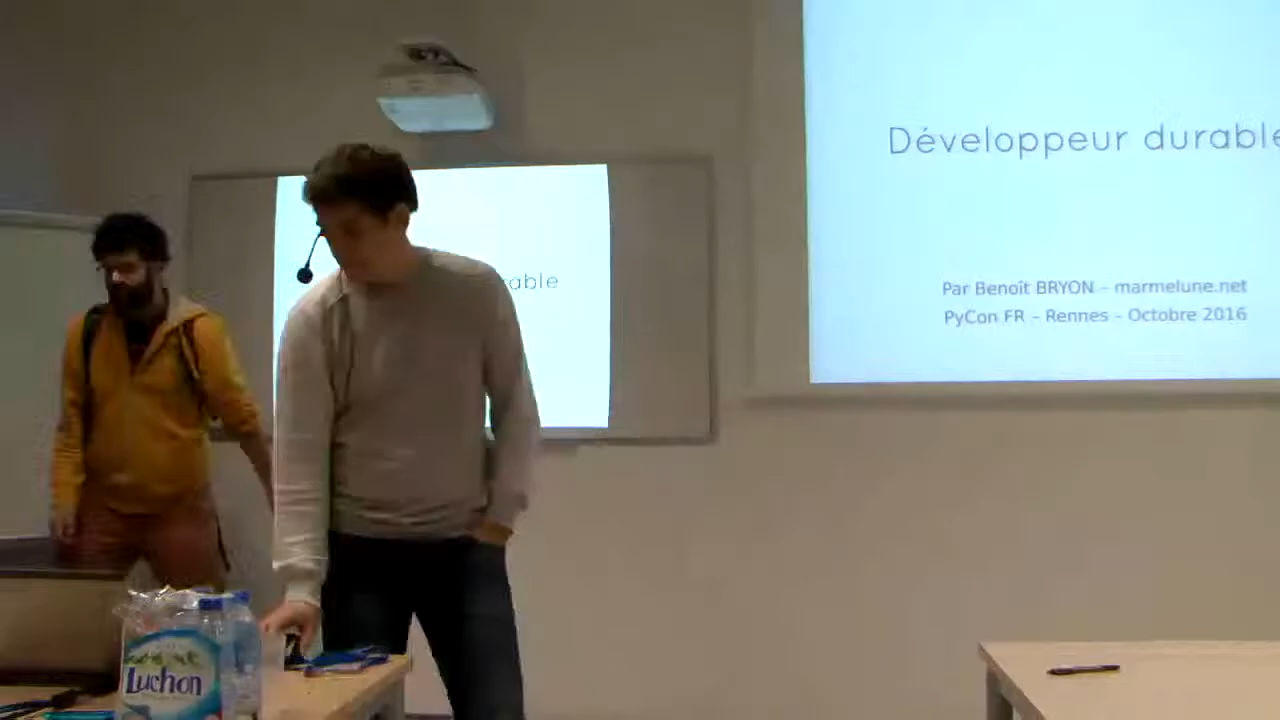 Développeur durable
Par Benoît BRYON – marmelune.net
PyCon FR – Rennes – Octobre 2016
rable
Luchon